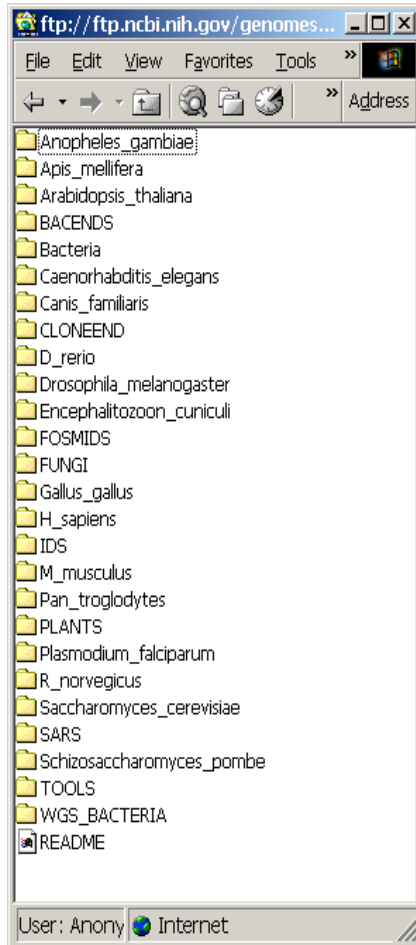 ftp://ftp.ncbi.nih.gov/genomes...
File Edit View Favorites Tools »
» Address
Anopheles_gambiae
Apis_mellifera
Arabidopsis_thaliana
BACENDS
Bacteria
Caenorhabditis_elegans
Canis_familiaris
CLONEEND
D_rerio
Drosophila_melanogaster
Encephalitozoon_cuniculi
FOSMIDS
FUNGI
Gallus_gallus
H_sapiens
IDS
M_musculus
Pan_troglodytes
PLANTS
Plasmodium_falciparum
R_norvegicus
Saccharomyces_cerevisiae
SARS
Schizosaccharomyces_pombe
TOOLS
WGS_BACTERIA
README
User: Anony Internet